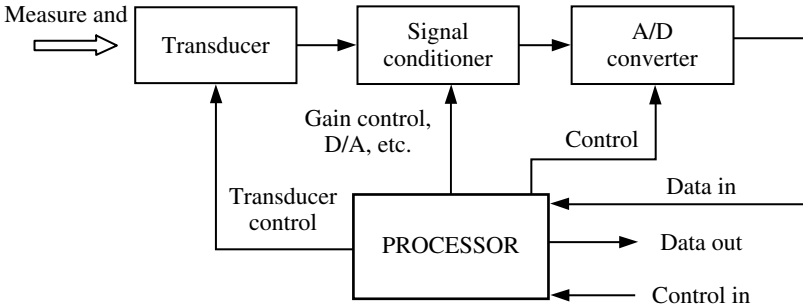 Measure and
Transducer
Signal
conditioner
A/D
converter
Gain control,
D/A, etc.
Control
Transducer
control
Data in
PROCESSOR
Data out
Control in